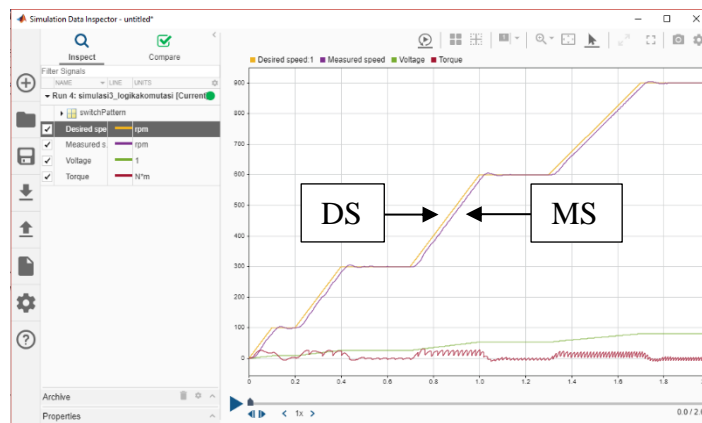 Simulation Data Inspector - untitled*
Inspect
Compare
Filter Signals
NAME LINE UNITS
Run 4: simulasi3_logikakomutasi [Current
switchPattern
Desired spe rpm
Measured s. rpm
Voltage 1
Torque N*m
Archive
Properties
Desired speed:1 Measured speed Voltage Torque
900
800
700
600
500
400
300
200
100
0
DS
MS
0 0.2 0.4 0.6 0.8 1.0 1.2 1.4 1.6 1.8
1x
0.0 / 2.